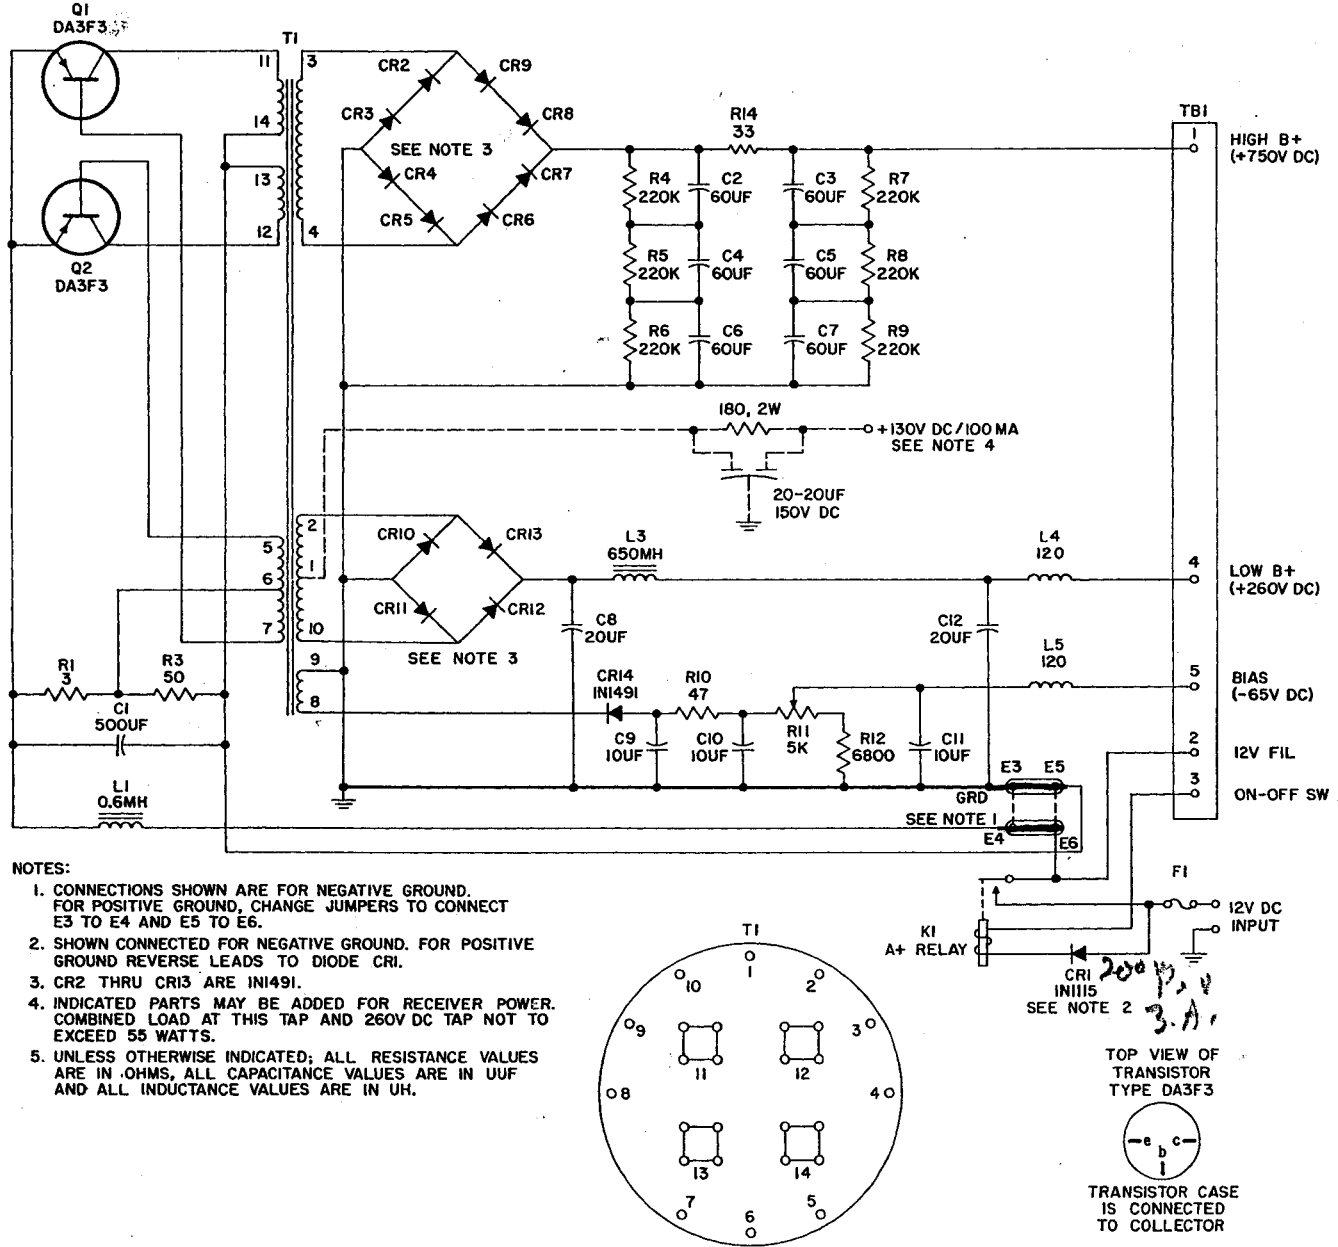 Q1
DA3F3
T1
11
3
14
13
12
4
Q2
DA3F3
CR2
CR9
CR3
CR8
SEE NOTE 3
CR4
CR7
CR5
CR6
R14
33
R4
220K
C2
60UF
C3
60UF
R7
220K
R5
220K
C4
60UF
C5
60UF
R8
220K
R6
220K
C6
60UF
C7
60UF
R9
220K
TB1
1
HIGH B+
(+750V DC)
180, 2W
+130V DC/100MA
SEE NOTE 4
20-20UF
150V DC
5
6
7
2
1
10
9
8
CR10
CR13
CR11
CR12
SEE NOTE 3
L3
650MH
L4
120
4
LOW B+
(+260V DC)
C8
20UF
C12
20UF
L5
120
5
BIAS
(-65V DC)
R1
3
R3
50
C1
500UF
CR14
1N1491
R10
47
R11
5K
R12
6800
C9
10UF
C10
10UF
C11
10UF
2
12V FIL
3
ON-OFF SW
L1
0.6MH
E3
E5
GRD
SEE NOTE 1
E4
E6
F1
12V DC
INPUT
K1
A+ RELAY
CR1
1N1115
SEE NOTE 2
200 P.V
3.A.
NOTES:
1. CONNECTIONS SHOWN ARE FOR NEGATIVE GROUND.
FOR POSITIVE GROUND, CHANGE JUMPERS TO CONNECT
E3 TO E4 AND E5 TO E6.
2. SHOWN CONNECTED FOR NEGATIVE GROUND. FOR POSITIVE
GROUND REVERSE LEADS TO DIODE CR1.
3. CR2 THRU CR13 ARE 1N1491.
4. INDICATED PARTS MAY BE ADDED FOR RECEIVER POWER.
COMBINED LOAD AT THIS TAP AND 260V DC TAP NOT TO
EXCEED 55 WATTS.
5. UNLESS OTHERWISE INDICATED; ALL RESISTANCE VALUES
ARE IN OHMS, ALL CAPACITANCE VALUES ARE IN UUF
AND ALL INDUCTANCE VALUES ARE IN UH.
T1
1
10
2
9
3
11
12
8
4
13
14
7
5
6
TOP VIEW OF
TRANSISTOR
TYPE DA3F3
e
b
c
TRANSISTOR CASE
IS CONNECTED
TO COLLECTOR